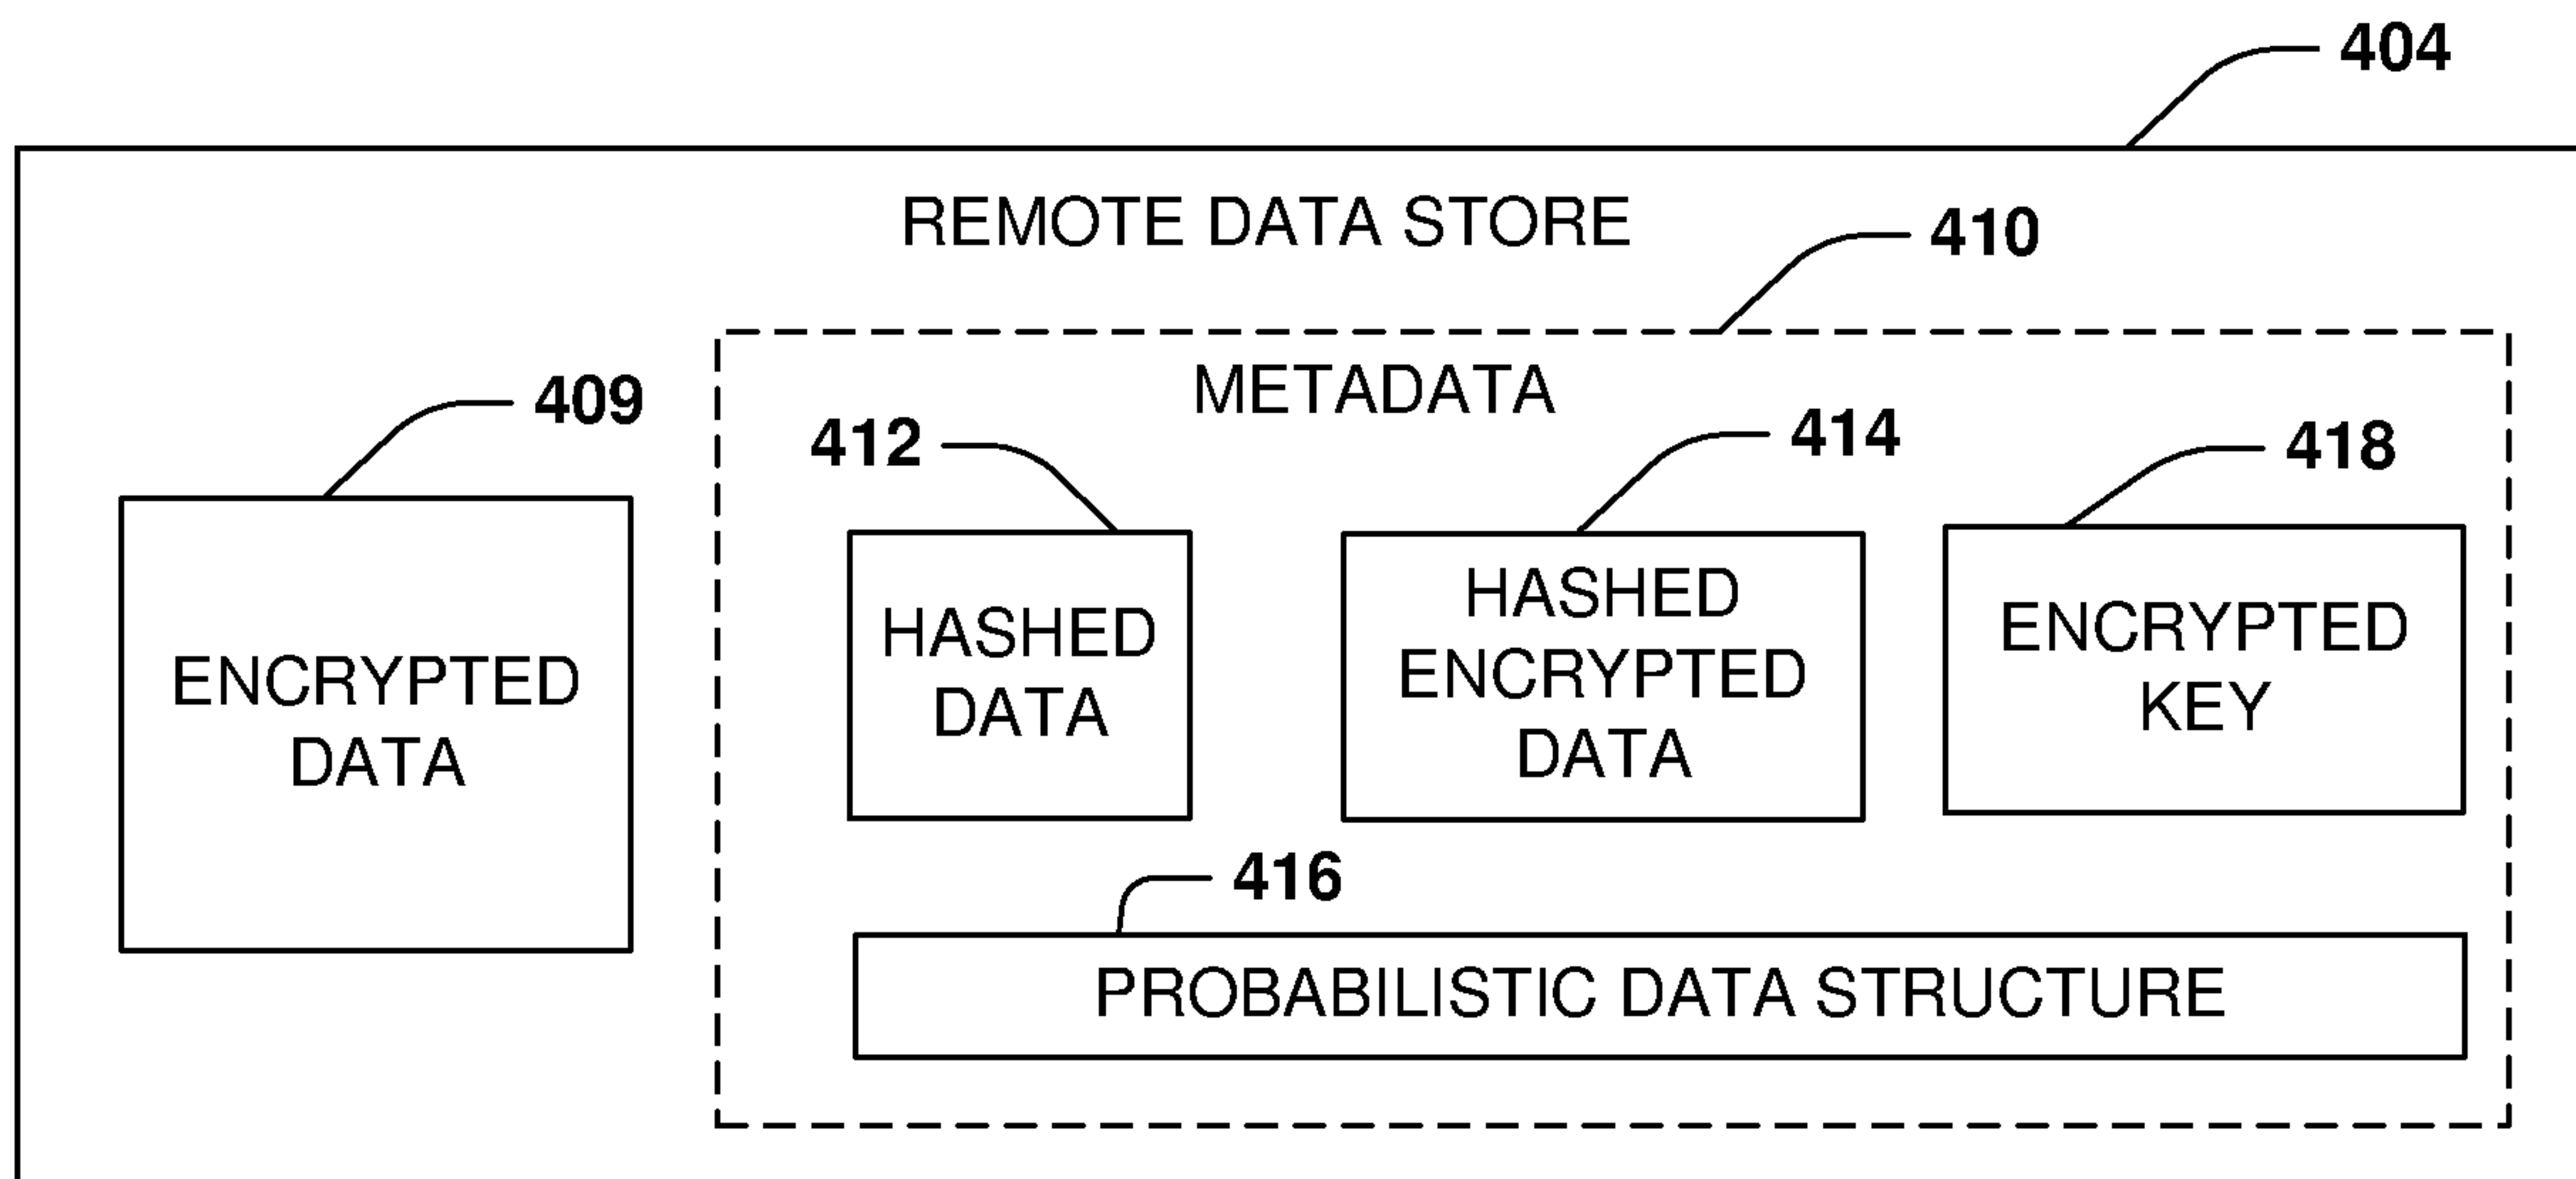 404
REMOTE DATA STORE
410
METADATA
409
412
414
418
ENCRYPTED
DATA
HASHED
DATA
HASHED
ENCRYPTED
DATA
ENCRYPTED
KEY
416
PROBABILISTIC DATA STRUCTURE